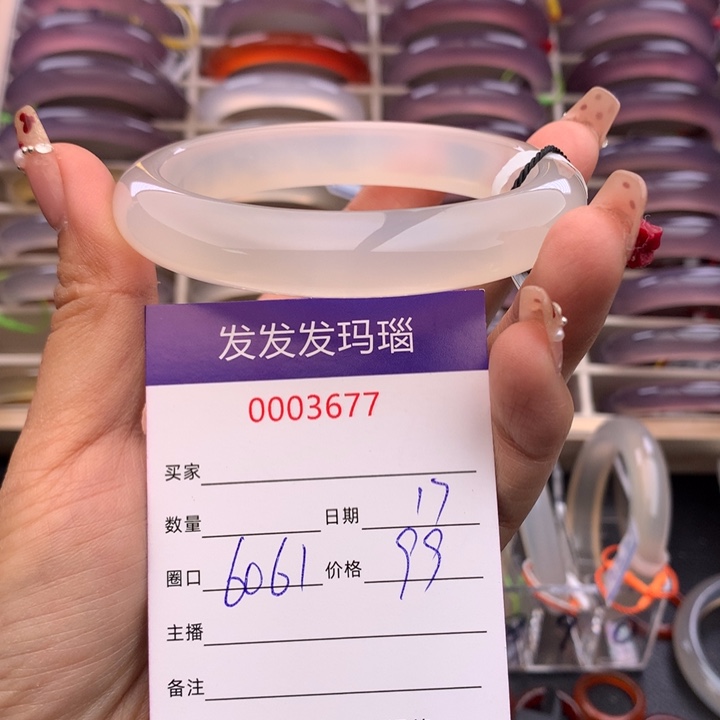 发发发玛瑙
0003677
买家
数量 日期 17
圈口 6061 价格 99
主播
备注